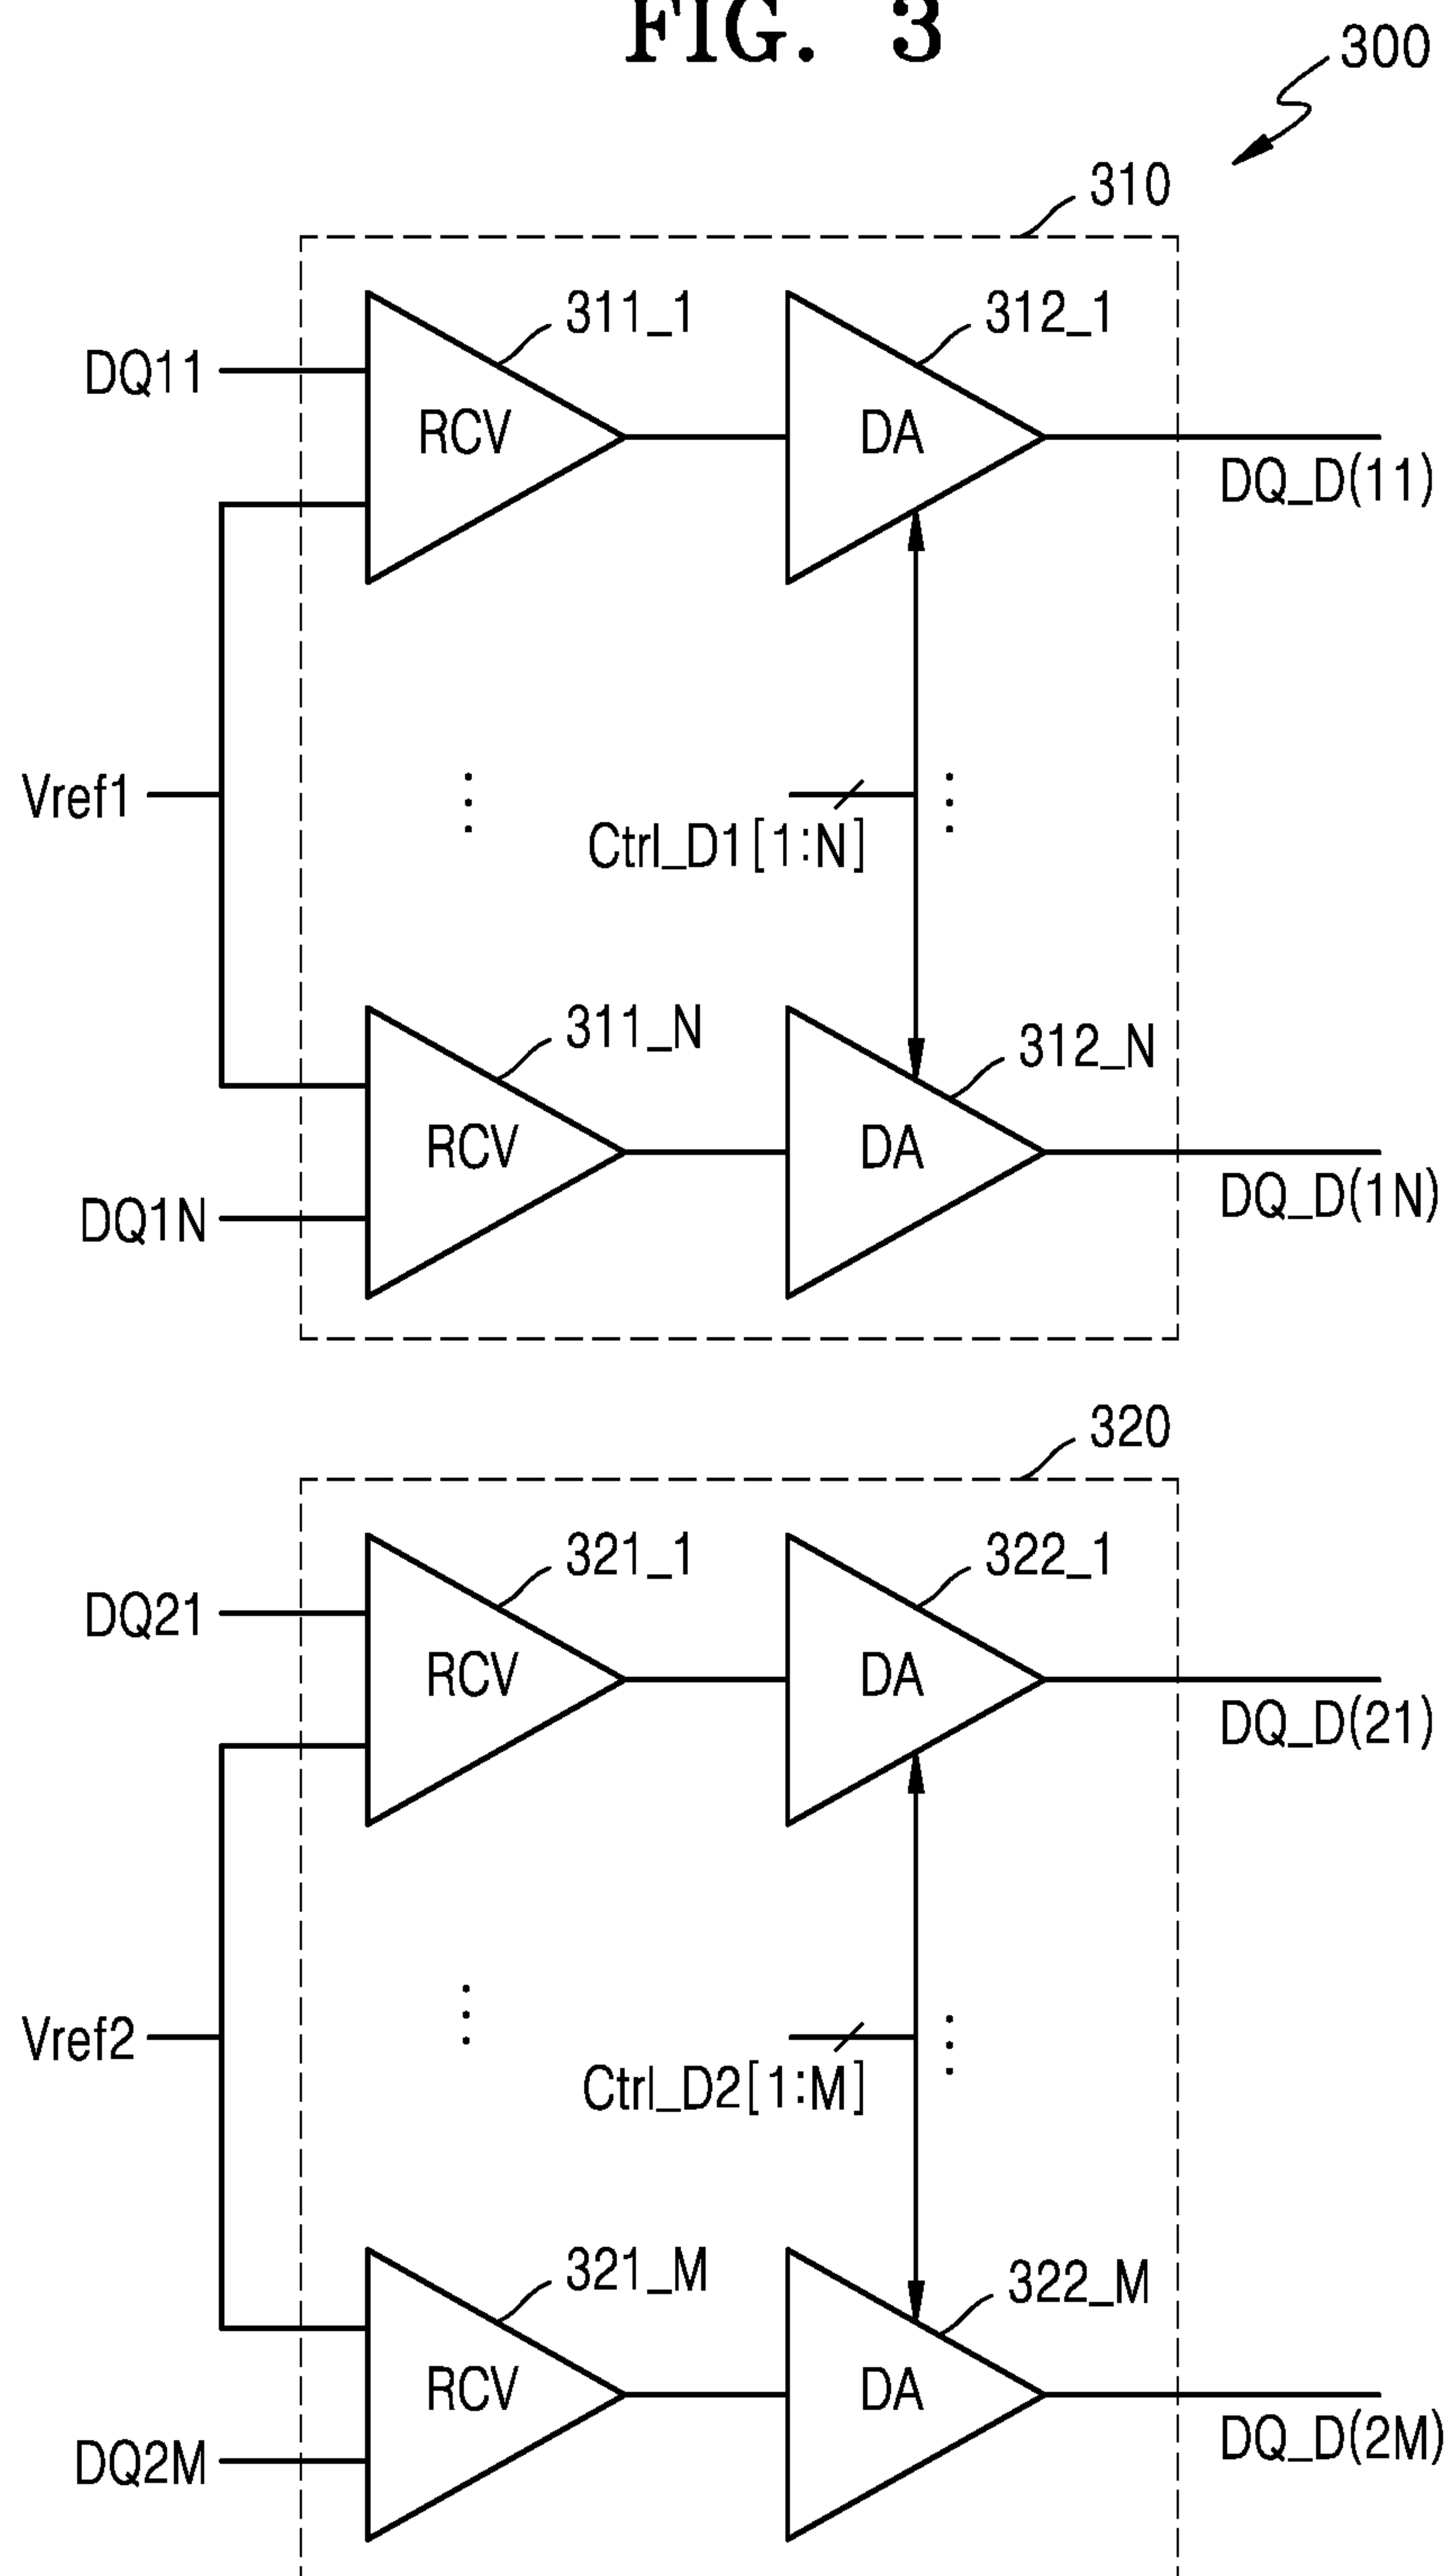 FIG. 3
300
310
311_1
312_1
DQ11
RCV
DA
DQ_D(11)
Vref1
Ctrl_D1[1:N]
311_N
312_N
RCV
DA
DQ1N
DQ_D(1N)
320
321_1
322_1
DQ21
RCV
DA
DQ_D(21)
Vref2
Ctrl_D2[1:M]
321_M
322_M
RCV
DA
DQ2M
DQ_D(2M)